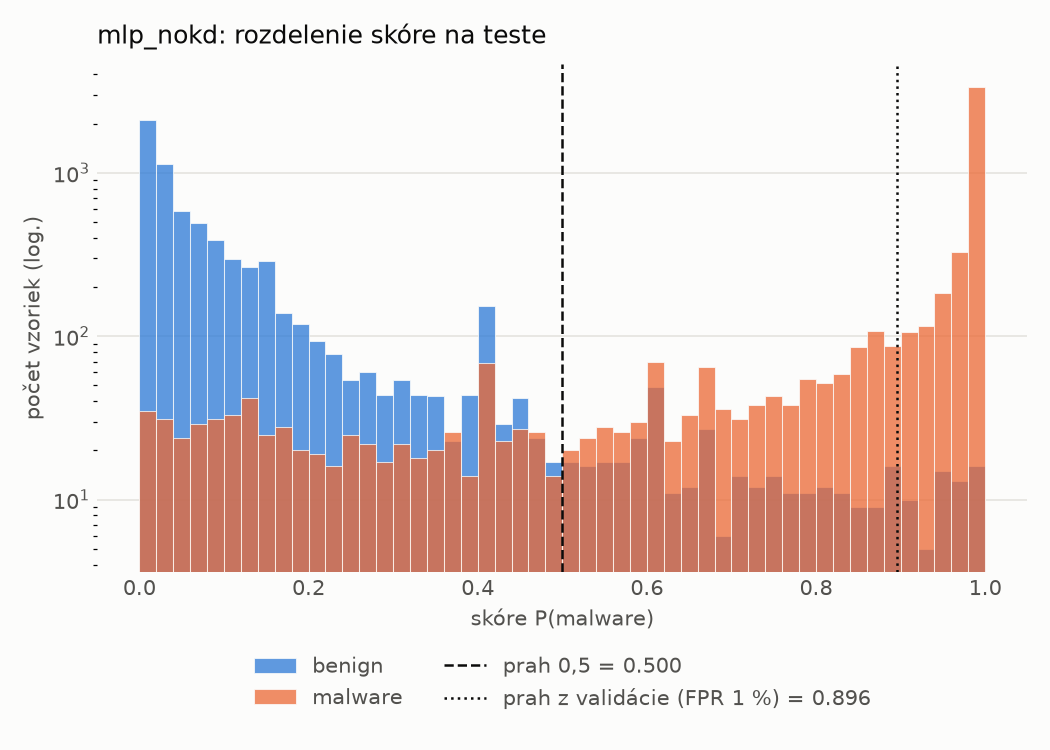 mlp_nokd: rozdelenie skóre na teste
počet vzoriek (log.)
10³
10²
10¹
0.0 0.2 0.4 0.6 0.8 1.0
skóre P(malware)
benign
malware
prah 0,5 = 0.500
prah z validácie (FPR 1 %) = 0.896